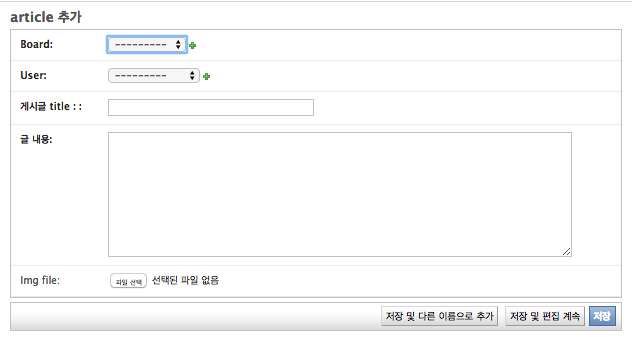 article 추가
Board: ---------
User: ---------
게시글 title : :
글 내용:
Img file: 파일 선택 선택된 파일 없음
저장 및 다른 이름으로 추가 저장 및 편집 계속 저장